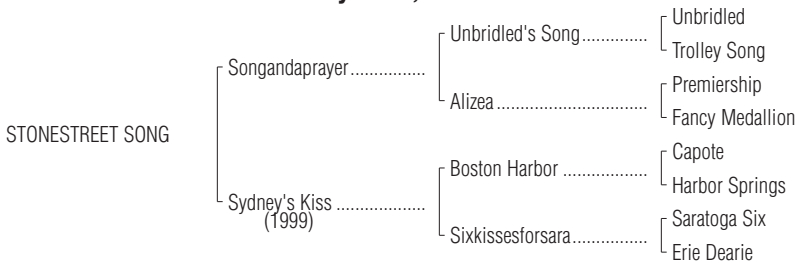 Unbridled
Unbridled's Song..............
Trolley Song
Songandaprayer................
Premiership
Alizea................................
Fancy Medallion
STONESTREET SONG
Capote
Boston Harbor ..................
Harbor Springs
Sydney's Kiss ...................
(1999)
Saratoga Six
Sixkissesforsara................
Erie Dearie